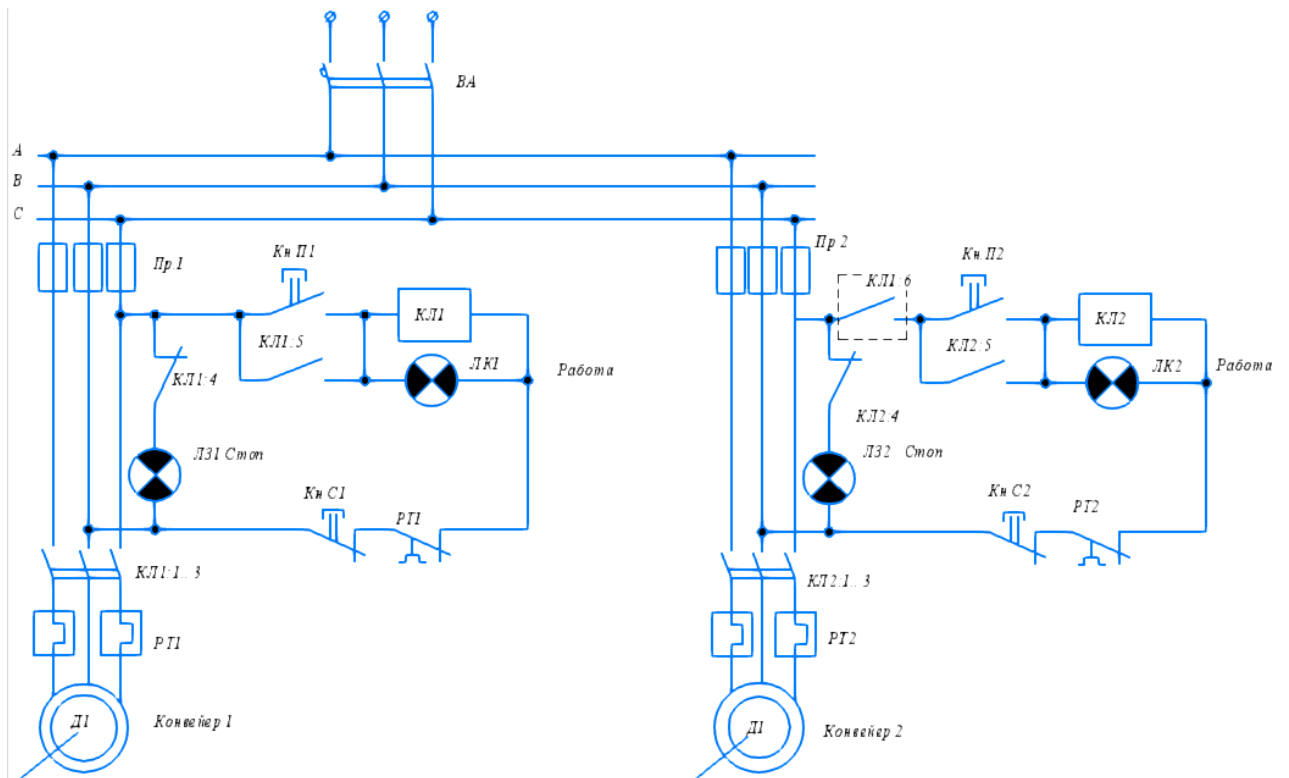 ВА
А
В
С
Пр.1
Кн П1
КЛ1
КЛ1:5
ЛК1
Работа
КЛ1:4
ЛЗ1 Стоп
Кн С1
РТ1
КЛ1:1.. 3
РТ1
Д1
Конвейер 1
Пр 2
КЛ1:6
Кн.П2
КЛ2
КЛ2:5
ЛК2
Работа
КЛ2:4
ЛЗ2 Стоп
Кн С2
РТ2
КЛ2:1.. 3
РТ2
Д1
Конвейер 2